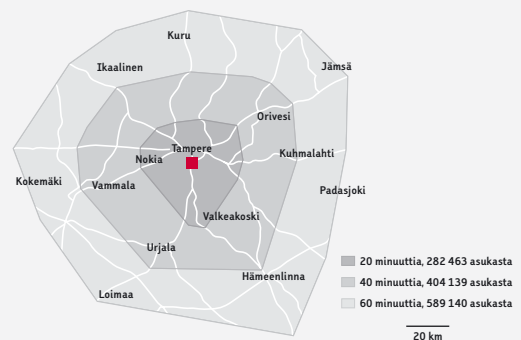 Kuru
Ikaalinen
Jämsä
Orivesi
Tampere
Nokia
Kuhmalahti
Kokemäki
Vammala
Padasjoki
Valkeakoski
Urjala
Hämeenlinna
Loimaa
20 minuuttia, 282 463 asukasta
40 minuuttia, 404 139 asukasta
60 minuuttia, 589 140 asukasta
20 km